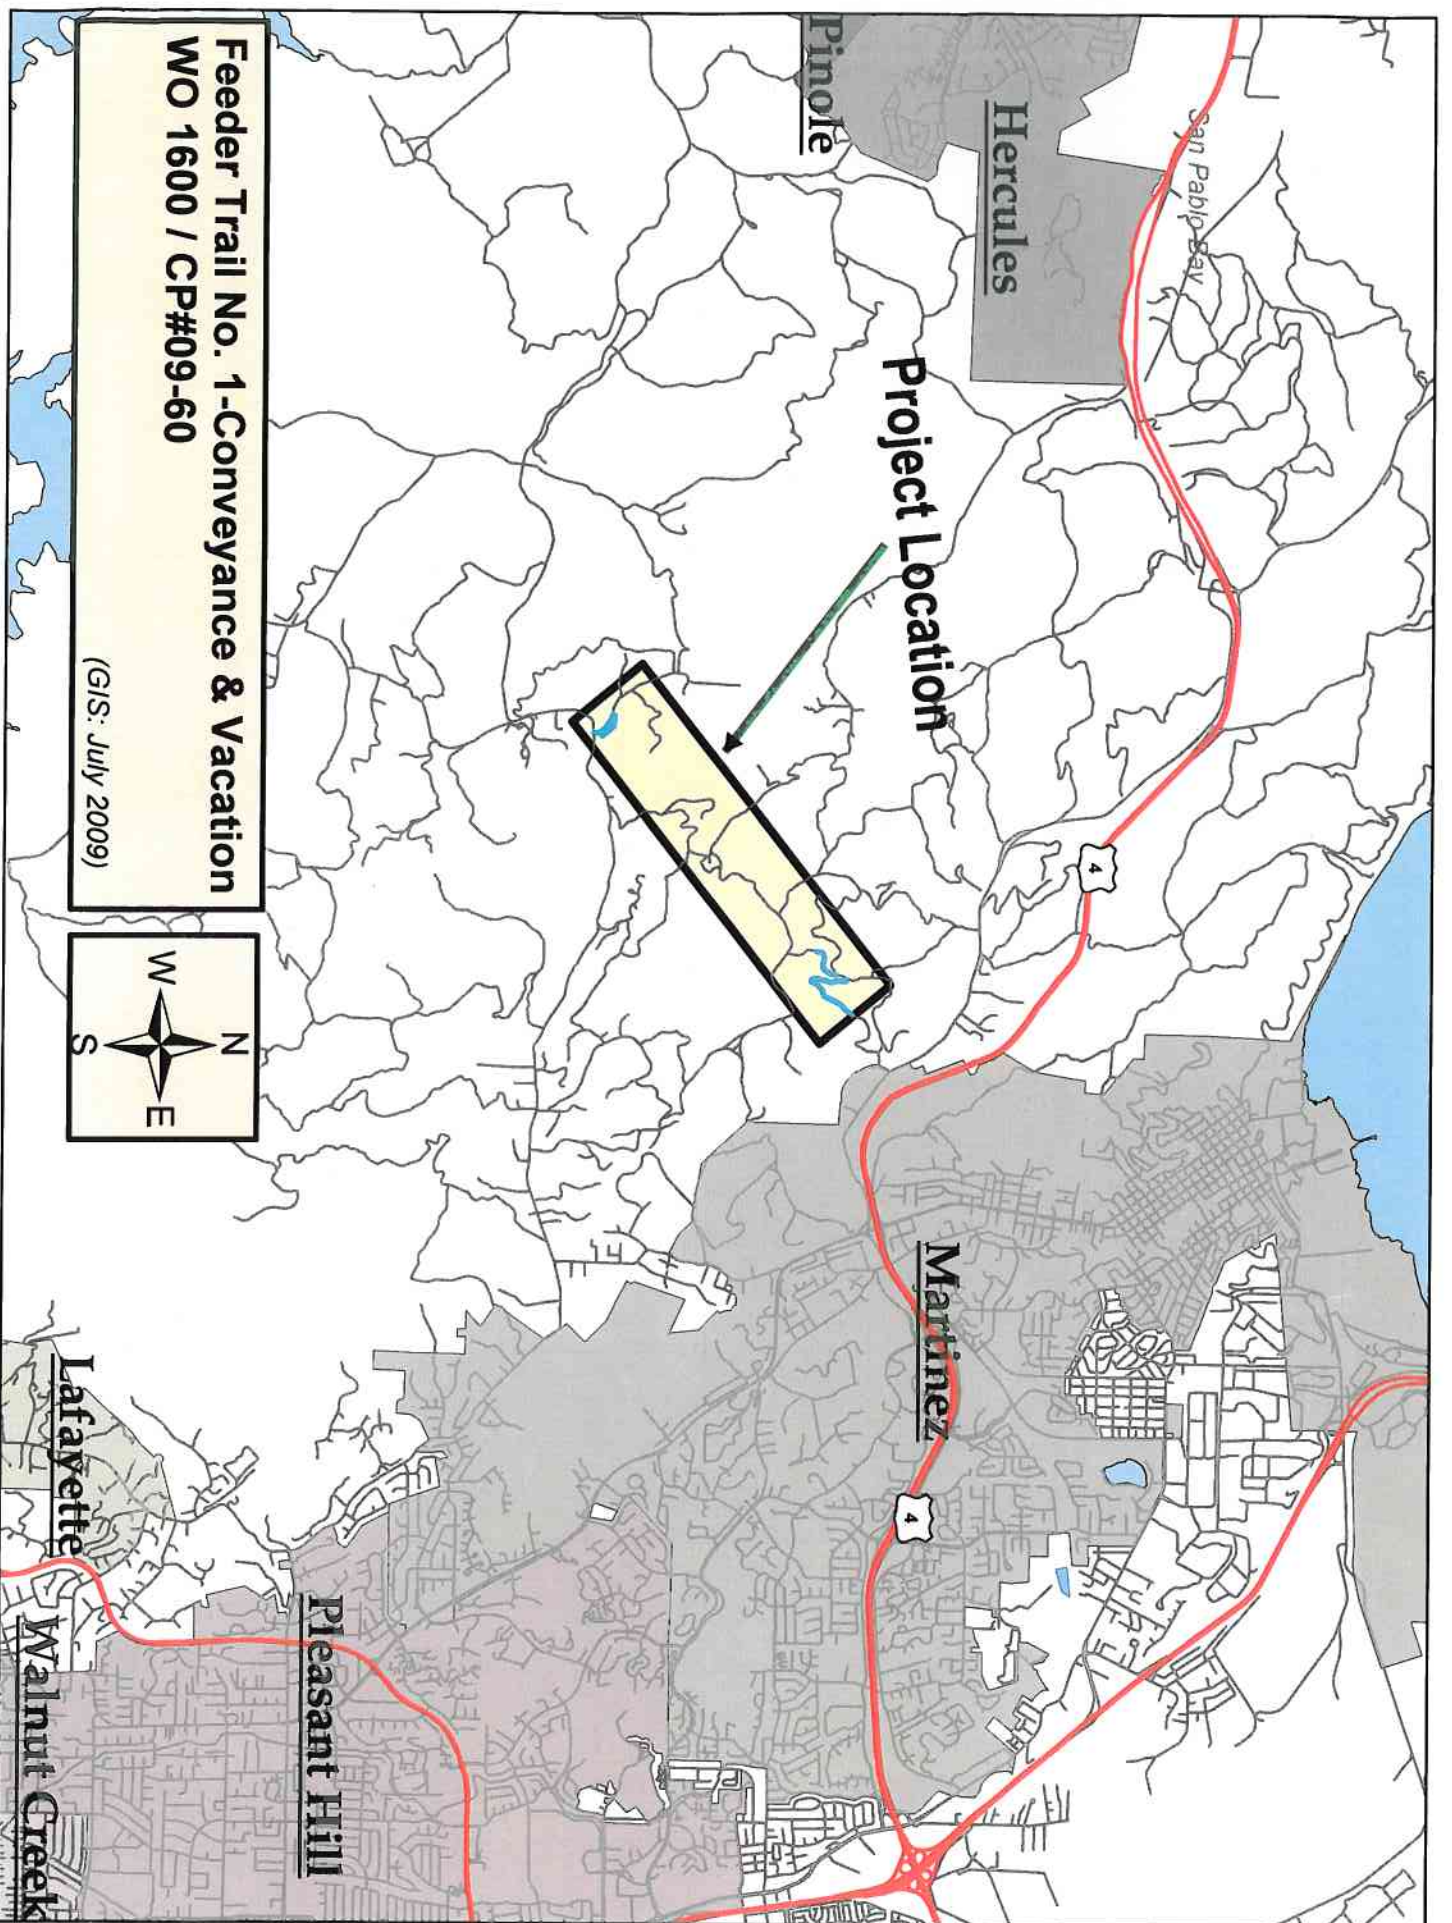 San Pablo Bay
Hercules
Pinole
Project Location
4
Martinez
4
Pleasant Hill
Lafayette
Walnut Creek
Feeder Trail No. 1-Conveyance & Vacation
WO 1600 / CP#09-60
(GIS: July 2009)
N
W
E
S